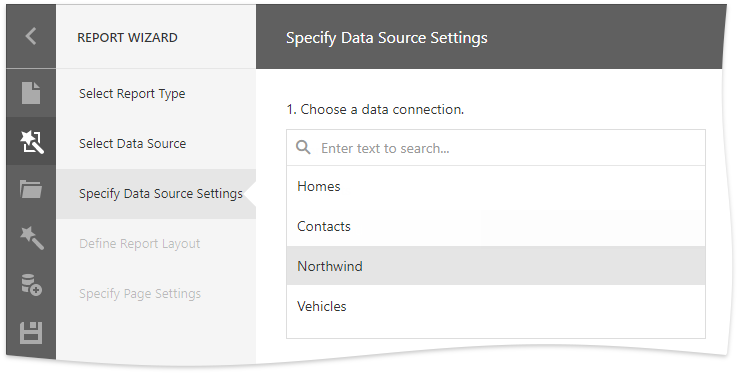 REPORT WIZARD
Specify Data Source Settings
Select Report Type
Select Data Source
Specify Data Source Settings
Define Report Layout
Specify Page Settings
1. Choose a data connection.
Enter text to search...
Homes
Contacts
Northwind
Vehicles